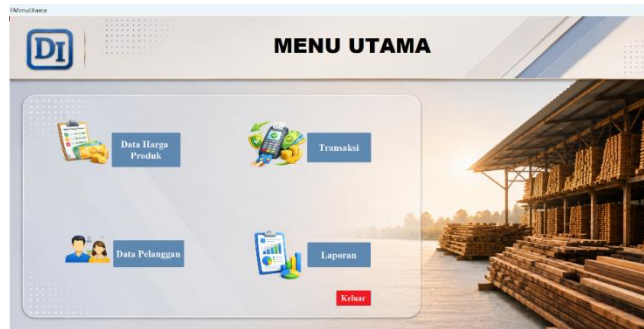 FMenuUtama
DI
MENU UTAMA
Data Harga
Produk
Transaksi
Data Pelanggan
Laporan
Keluar